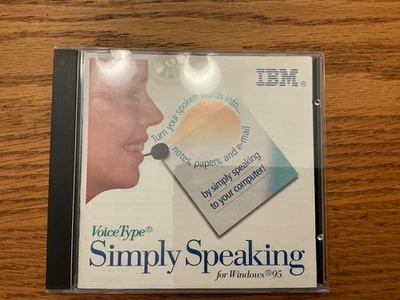 IBM®
Turn your spoken words into...
notes, papers, and e-mail
by simply speaking
to your computer!
VoiceType®
Simply Speaking
for Windows® 95